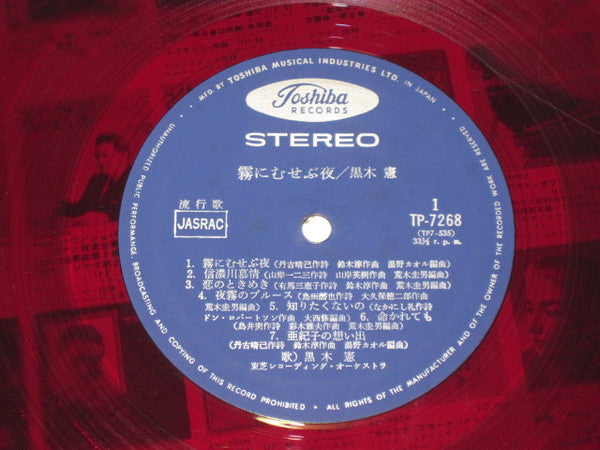 MFD. BY TOSHIBA MUSICAL INDUSTRIES LTD. IN JAPAN.
Toshiba
RECORDS
STEREO
霧にむせぶ夜/黒木 憲
流行歌
JASRAC
1
TP-7268
(TP7-535)
33⅓ r. p. m.
1. 霧にむせぶ夜(丹古晴己作詩 鈴木淳作曲 湯野カオル編曲)
2. 信濃川慕情(山岸一二三作詩 山岸英樹作曲 荒木圭男編曲)
3. 恋のときめき(有馬三恵子作詩 鈴木淳作曲 荒木圭男編曲)
4. 夜霧のブルース(島田磬也作詩 大久保徳二郎作曲
荒木圭男編曲) 5. 知りたくないの(なかにし礼作詩
ドン・ロバートソン作曲 大西修編曲) 6. 命かれても
(鳥井実作詩 彩木雅夫作曲 荒木圭男編曲)
7. 亜紀子の想い出
(丹古晴己作詩 鈴木淳作曲 湯野カオル編曲)
歌)黒木 憲
東芝レコーディング・オーケストラ
UNAUTHORIZED PUBLIC PERFORMANCE, BROADCASTING AND COPYING OF THIS RECORD PROHIBITED • ALL RIGHTS OF THE MANUFACTURER AND OF THE OWNER OF THE RECORDED WORK ARE RESERVED